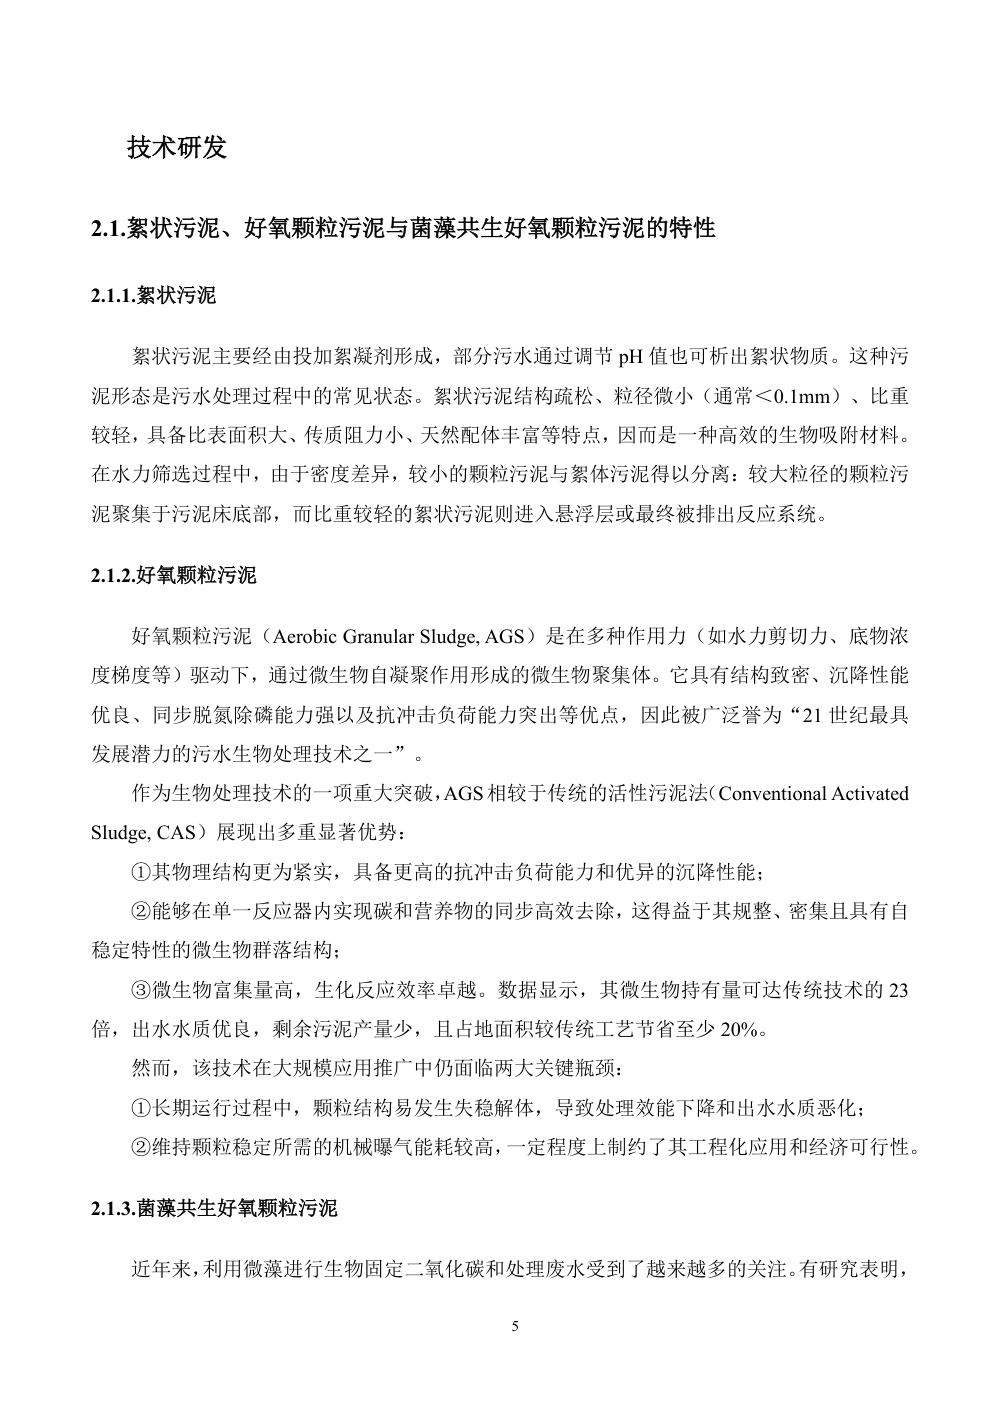 技术研发
2.1.絮状污泥、好氧颗粒污泥与菌藻共生好氧颗粒污泥的特性
2.1.1.絮状污泥
絮状污泥主要经由投加絮凝剂形成，部分污水通过调节 pH 值也可析出絮状物质。这种污
泥形态是污水处理过程中的常见状态。絮状污泥结构疏松、粒径微小（通常＜0.1mm）、比重
较轻，具备比表面积大、传质阻力小、天然配体丰富等特点，因而是一种高效的生物吸附材料。
在水力筛选过程中，由于密度差异，较小的颗粒污泥与絮体污泥得以分离：较大粒径的颗粒污
泥聚集于污泥床底部，而比重较轻的絮状污泥则进入悬浮层或最终被排出反应系统。
2.1.2.好氧颗粒污泥
好氧颗粒污泥（Aerobic Granular Sludge, AGS）是在多种作用力（如水力剪切力、底物浓
度梯度等）驱动下，通过微生物自凝聚作用形成的微生物聚集体。它具有结构致密、沉降性能
优良、同步脱氮除磷能力强以及抗冲击负荷能力突出等优点，因此被广泛誉为“21 世纪最具
发展潜力的污水生物处理技术之一”。
作为生物处理技术的一项重大突破，AGS 相较于传统的活性污泥法（Conventional Activated
Sludge, CAS）展现出多重显著优势：
①其物理结构更为紧实，具备更高的抗冲击负荷能力和优异的沉降性能；
②能够在单一反应器内实现碳和营养物的同步高效去除，这得益于其规整、密集且具有自
稳定特性的微生物群落结构；
③微生物富集量高，生化反应效率卓越。数据显示，其微生物持有量可达传统技术的 23
倍，出水水质优良，剩余污泥产量少，且占地面积较传统工艺节省至少 20%。
然而，该技术在大规模应用推广中仍面临两大关键瓶颈：
①长期运行过程中，颗粒结构易发生失稳解体，导致处理效能下降和出水水质恶化；
②维持颗粒稳定所需的机械曝气能耗较高，一定程度上制约了其工程化应用和经济可行性。
2.1.3.菌藻共生好氧颗粒污泥
近年来，利用微藻进行生物固定二氧化碳和处理废水受到了越来越多的关注。有研究表明，
5